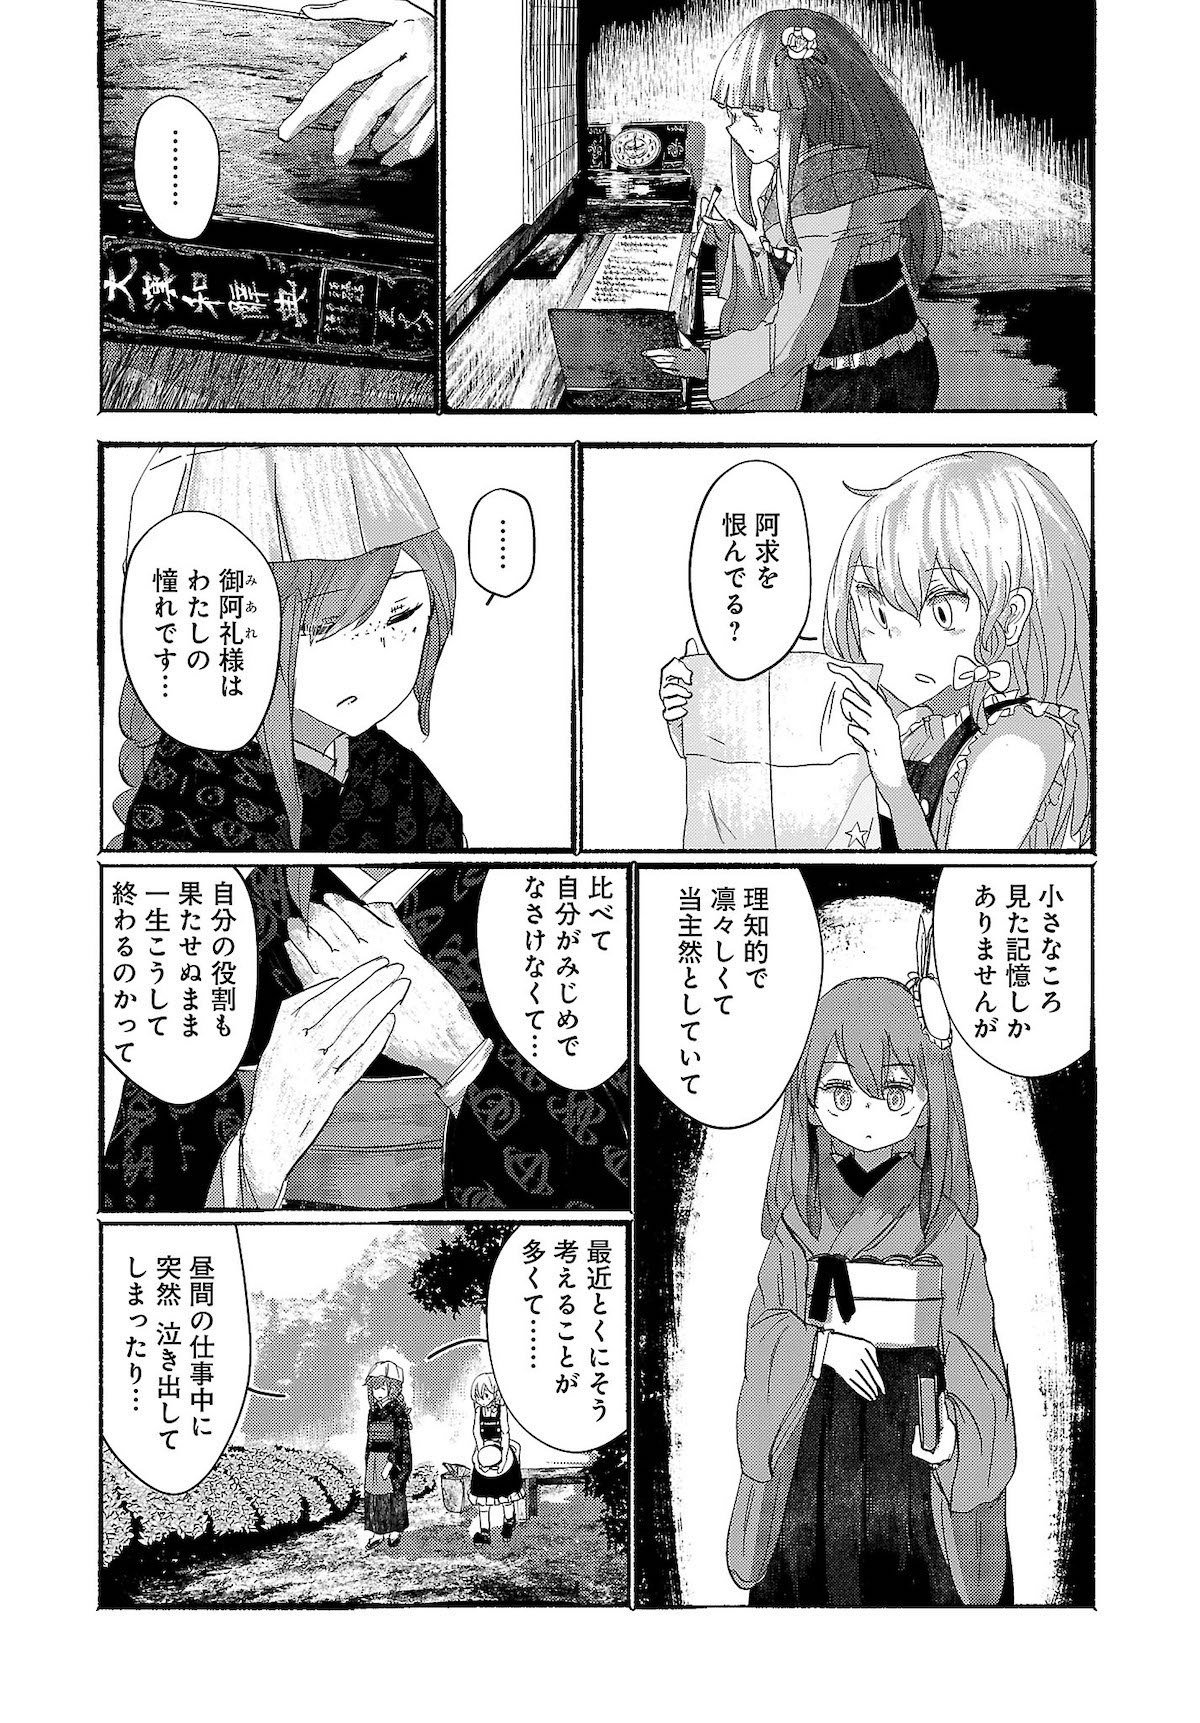 ………
大漢和辞典
阿求を
恨んでる?
……
御阿礼様は
みあれ
わたしの
憧れです…
小さなころ
見た記憶しか
ありませんが
理知的で
凛々しくて
当主然としていて
比べて
自分がみじめで
なさけなくて…
自分の役割も
果たせぬまま
一生こうして
終わるのかって
最近とくにそう
考えることが
多くて……
昼間の仕事中に
突然 泣き出して
しまったり…